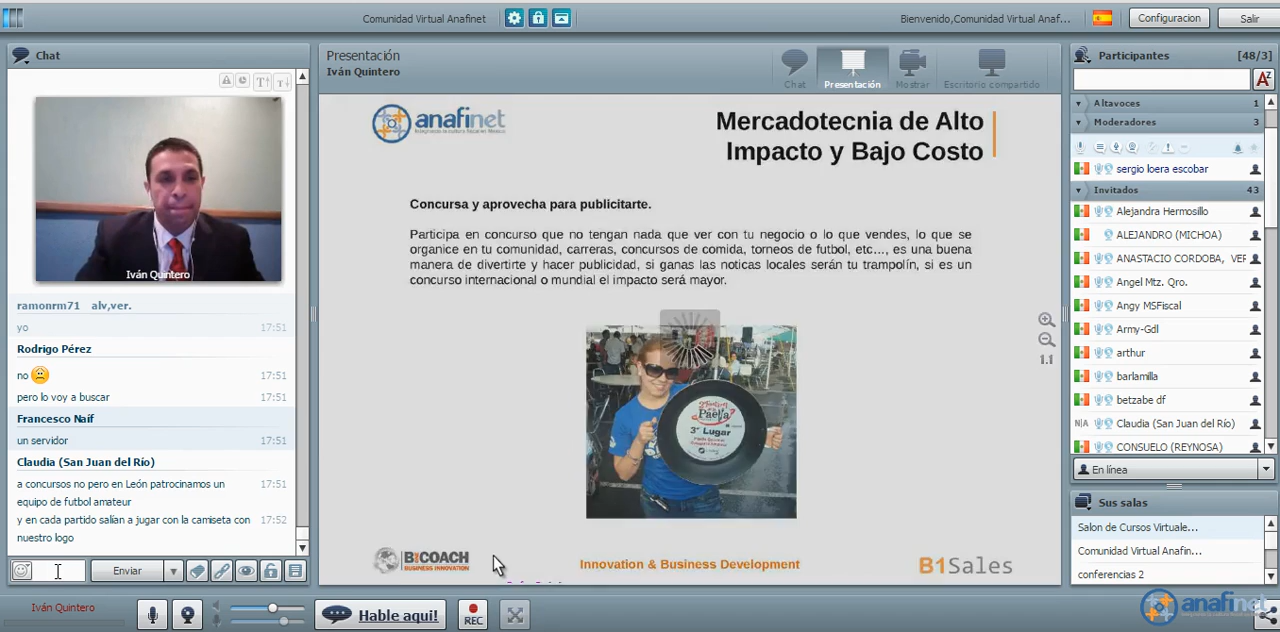 Comunidad Virtual Anafinet
Bienvenido,Comunidad Virtual Anaf...
Configuracion
Salir
Chat
Iván Quintero
ramonrm71 alv,ver.
yo 17:51
Rodrigo Pérez
no 17:51
pero lo voy a buscar 17:51
Francesco Naíf
un servidor 17:51
Claudia (San Juan del Río)
a concursos no pero en León patrocinamos un 17:51
equipo de futbol amateur
y en cada partido salían a jugar con la camiseta con 17:52
nuestro logo
Enviar
Presentación
Iván Quintero
Chat
Presentación
Mostrar
Escritorio compartido
anafinet
Mercadotecnia de Alto
Impacto y Bajo Costo
Concursa y aprovecha para publicitarte.
Participa en concurso que no tengan nada que ver con tu negocio o lo que vendes, lo que se
organice en tu comunidad, carreras, concursos de comida, torneos de futbol, etc..., es una buena
manera de divertirte y hacer publicidad, si ganas las noticas locales serán tu trampolín, si es un
concurso internacional o mundial el impacto será mayor.
Paella
3er Lugar
1:1
COACH
BUSINESS INNOVATION
Innovation & Business Development
B1Sales
Participantes [48/3]
AZ
Altavoces 1
Moderadores 3
sergio loera escobar
Invitados 43
Alejandra Hermosillo
ALEJANDRO (MICHOA)
ANASTACIO CORDOBA, VER
Angel Mtz. Qro.
Angy MSFiscal
Army-Gdl
arthur
barlamilla
betzabe df
N/A Claudia (San Juan del Río)
CONSUELO (REYNOSA)
En línea
Sus salas
Salon de Cursos Virtuale...
Comunidad Virtual Anafin...
conferencias 2
Iván Quintero
Hable aqui!
REC
anafinet